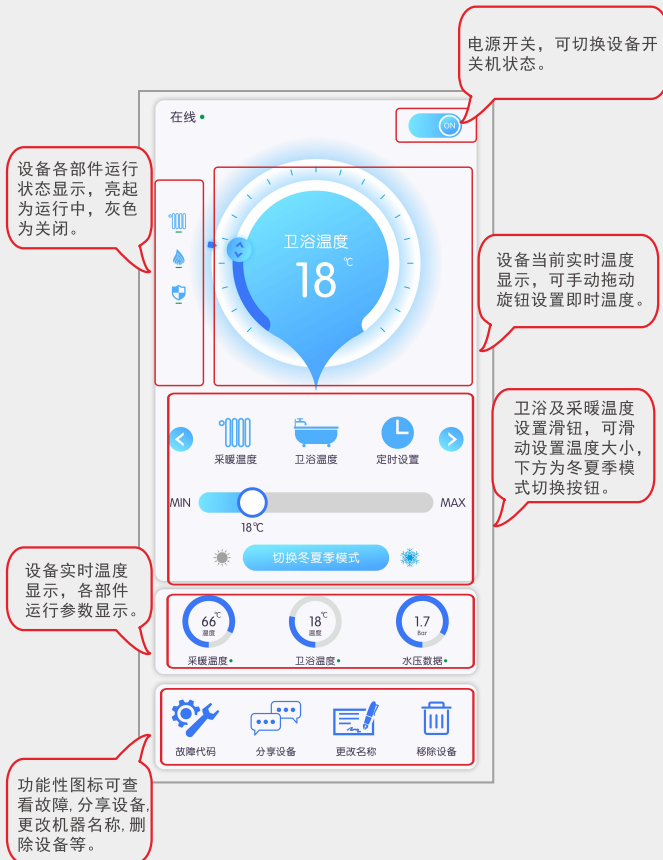 电源开关，可切换设备开
关机状态。
在线
ON
设备各部件运行
状态显示，亮起
为运行中，灰色
为关闭。
卫浴温度
18℃
设备当前实时温度
显示，可手动拖动
旋钮设置即时温度。
卫浴及采暖温度
设置滑钮，可滑
动设置温度大小，
下方为冬夏季模
式切换按钮。
采暖温度 卫浴温度 定时设置
MIN MAX
18℃
切换冬夏季模式
设备实时温度
显示，各部件
运行参数显示。
66℃ 18℃ 1.7
温度 温度 Bar
采暖温度 卫浴温度 水压数据
故障代码 分享设备 更改名称 移除设备
功能性图标可查
看故障,分享设备,
更改机器名称,删
除设备等。